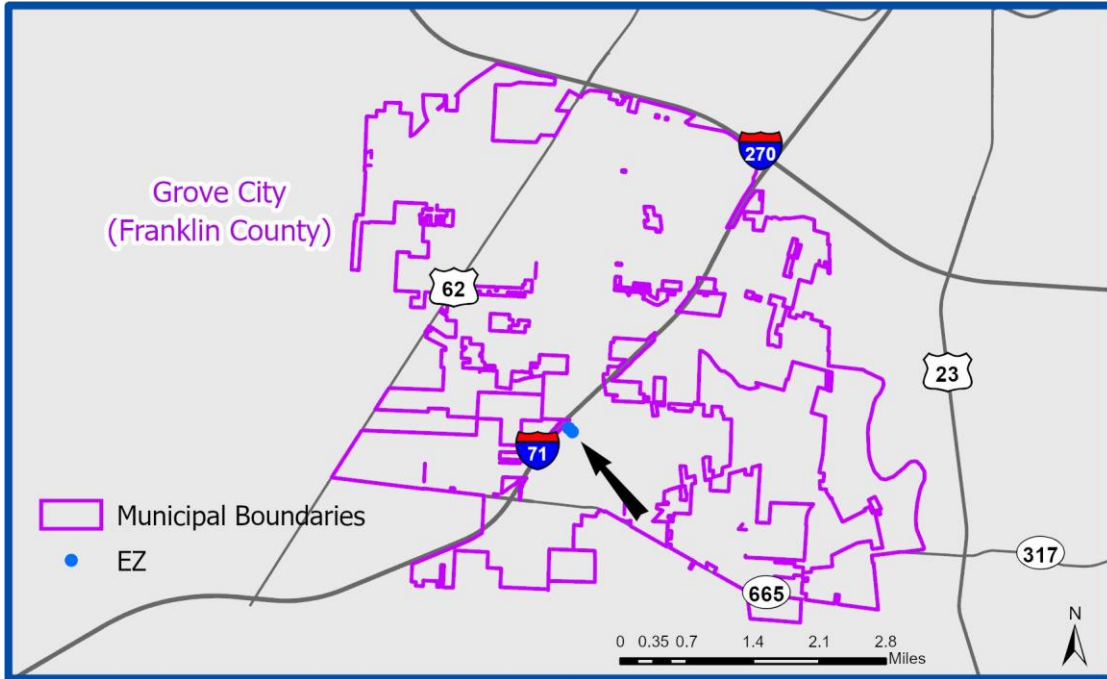 270
Grove City
(Franklin County)
62
23
71
Municipal Boundaries
EZ
317
665
N
0 0.35 0.7 1.4 2.1 2.8
Miles